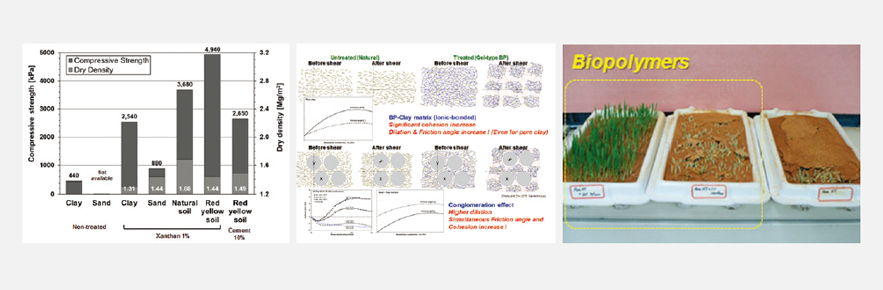 Compressive Strength
Dry Density
Compressive strength [kPa]
Dry density [Mg/m³]
5000
4000
3000
2000
1000
0
3.2
2.8
2.4
2.0
1.6
1.2
440
Not
available
2,540
880
3,680
4,940
2,650
1.31
1.44
1.68
1.44
1.49
Clay
Sand
Clay
Sand
Natural
soil
Red
yellow
soil
Red
yellow
soil
Non-treated
Xanthan 1%
Cement
10%
Untreated (Natural)
Treated (Gel-type BP)
Before shear
After shear
Before shear
After shear
BP-Clay matrix (Ionic-bonded)
Significant cohesion increase
Dilation & Friction angle increase ! (Even for pure clay)
Before shear
After shear
Before shear
After shear
Conglomeration effect
Higher dilation
Simultaneous Friction angle and
Cohesion increase !
Biopolymers